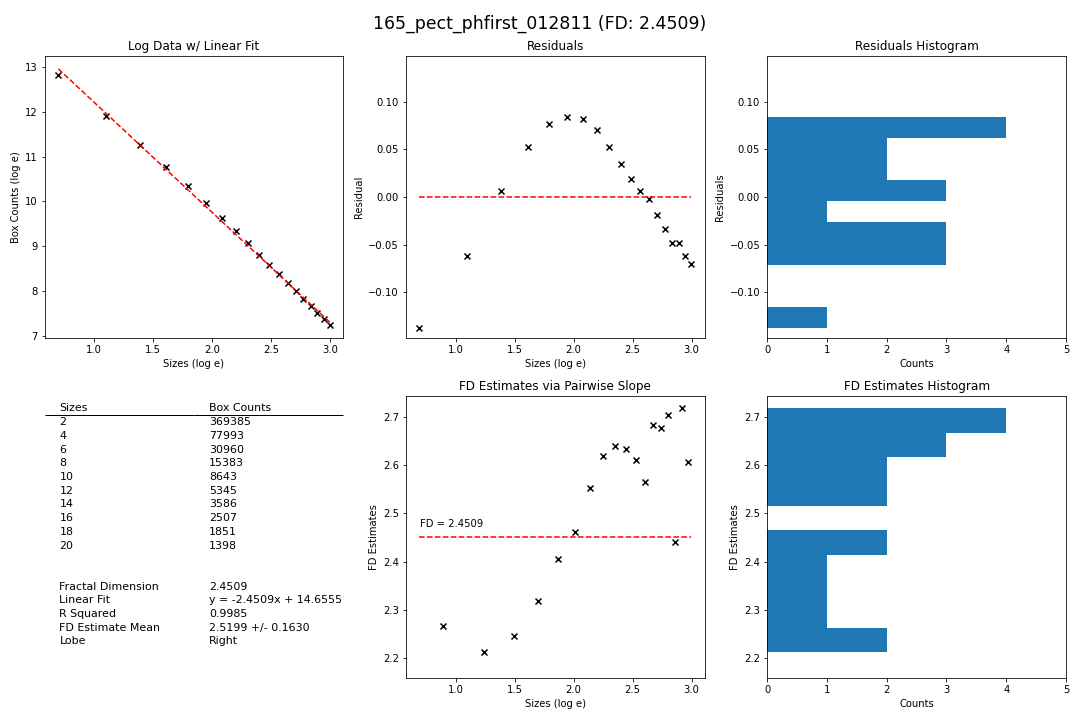 165_pect_phfirst_012811 (FD: 2.4509)
Log Data w/ Linear Fit
Box Counts (log e)
13
12
11
10
9
8
7
1.0 1.5 2.0 2.5 3.0
Sizes (log e)
Residuals
Residual
0.10
0.05
0.00
−0.05
−0.10
1.0 1.5 2.0 2.5 3.0
Sizes (log e)
Residuals Histogram
Residuals
0.10
0.05
0.00
−0.05
−0.10
0 1 2 3 4 5
Counts
Sizes Box Counts
2 369385
4 77993
6 30960
8 15383
10 8643
12 5345
14 3586
16 2507
18 1851
20 1398
Fractal Dimension 2.4509
Linear Fit y = -2.4509x + 14.6555
R Squared 0.9985
FD Estimate Mean 2.5199 +/- 0.1630
Lobe Right
FD Estimates via Pairwise Slope
FD Estimates
2.7
2.6
2.5
2.4
2.3
2.2
FD = 2.4509
1.0 1.5 2.0 2.5 3.0
Sizes (log e)
FD Estimates Histogram
FD Estimates
2.7
2.6
2.5
2.4
2.3
2.2
0 1 2 3 4 5
Counts